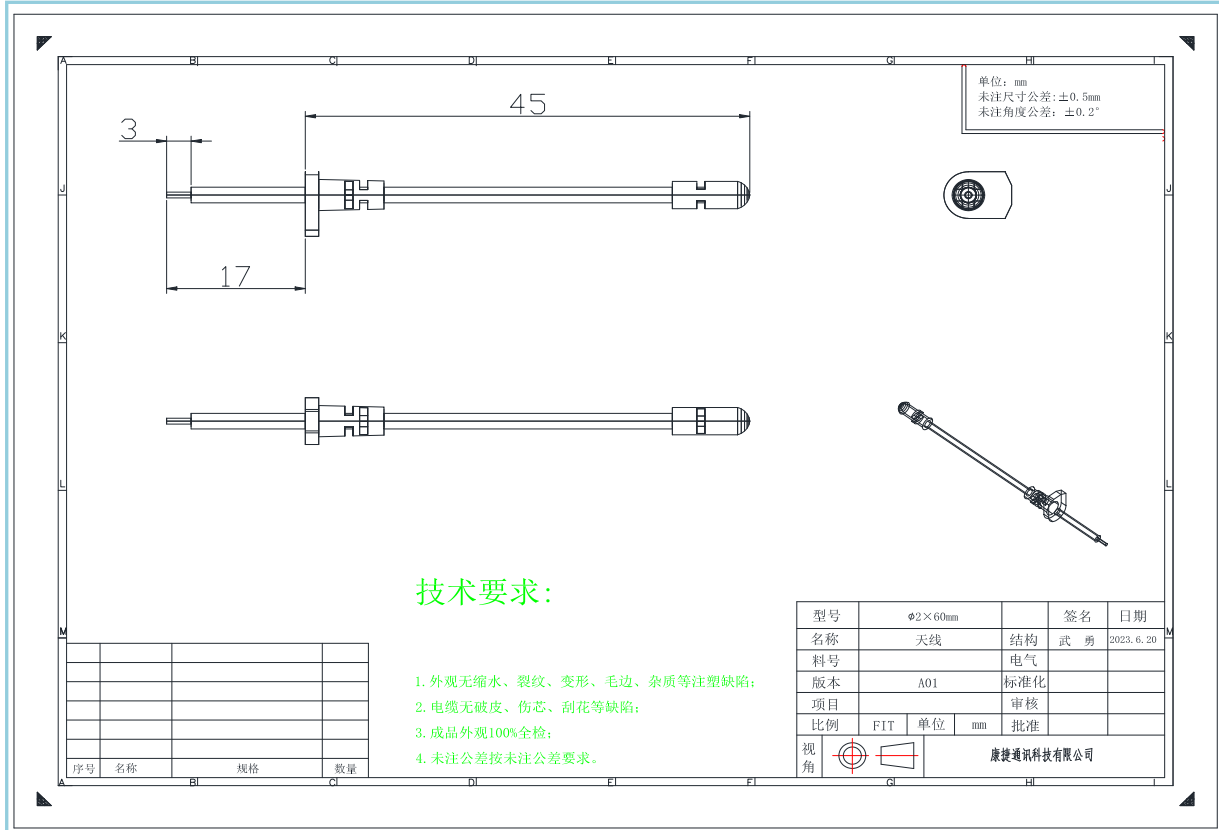 A B C D E F G H I
单位: mm
未注尺寸公差:±0.5mm
未注角度公差: ±0.2°
45
3
J J
17
K K
L L
技术要求:
M M
1. 外观无缩水、裂纹、变形、毛边、杂质等注塑缺陷;
2. 电缆无破皮、伤芯、刮花等缺陷;
3. 成品外观100%全检;
4. 未注公差按未注公差要求。
序号 名称 规格 数量
型号 Φ2×60mm 签名 日期
名称 天线 结构 武 勇 2023.6.20
料号 电气
版本 A01 标准化
项目 审核
比例 FIT 单位 mm 批准
视角 康捷通讯科技有限公司
A B C D E F G H I